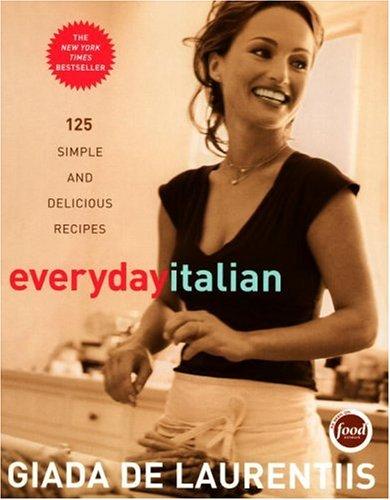 THE
NEW YORK
TIMES
BESTSELLER
125
SIMPLE
AND
DELICIOUS
RECIPES
everydayitalian
food
GIADA DE LAURENTIIS